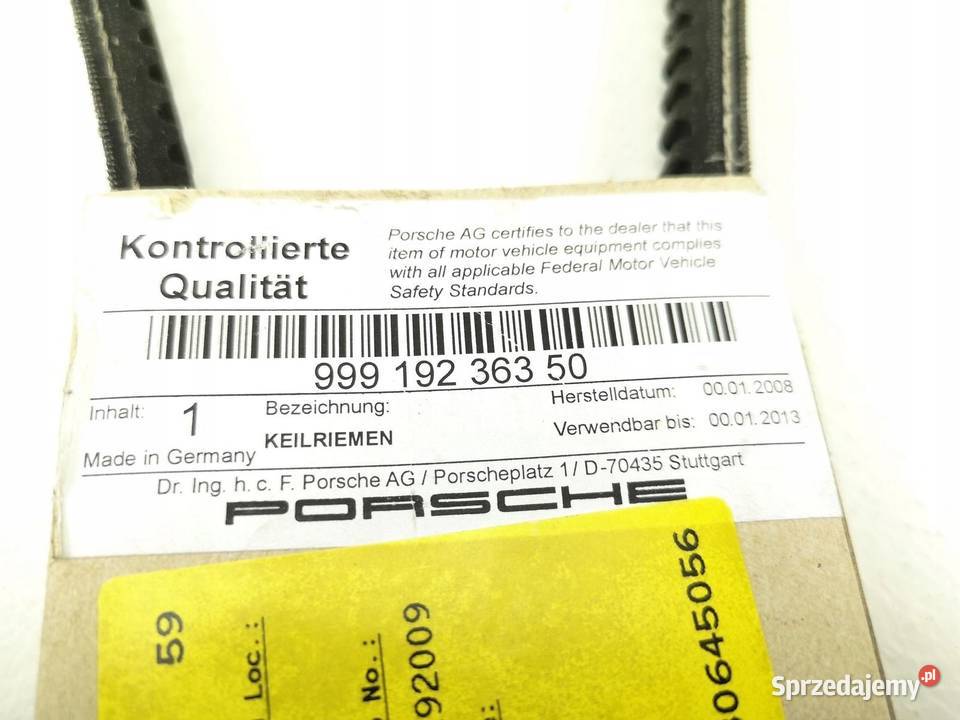 Kontrollierte
Qualität
Porsche AG certifies to the dealer that this
item of motor vehicle equipment complies
with all applicable Federal Motor Vehicle
Safety Standards.
999 192 363 50
Inhalt: 1
Bezeichnung:
KEILRIEMEN
Herstelldatum: 00.01.2008
Verwendbar bis: 00.01.2013
Made in Germany
Dr. Ing. h. c. F. Porsche AG / Porscheplatz 1/ D-70435 Stuttgart
PORSCHE
59
Loc.:
No.:
92009
0645056
Sprzedajemy.pl